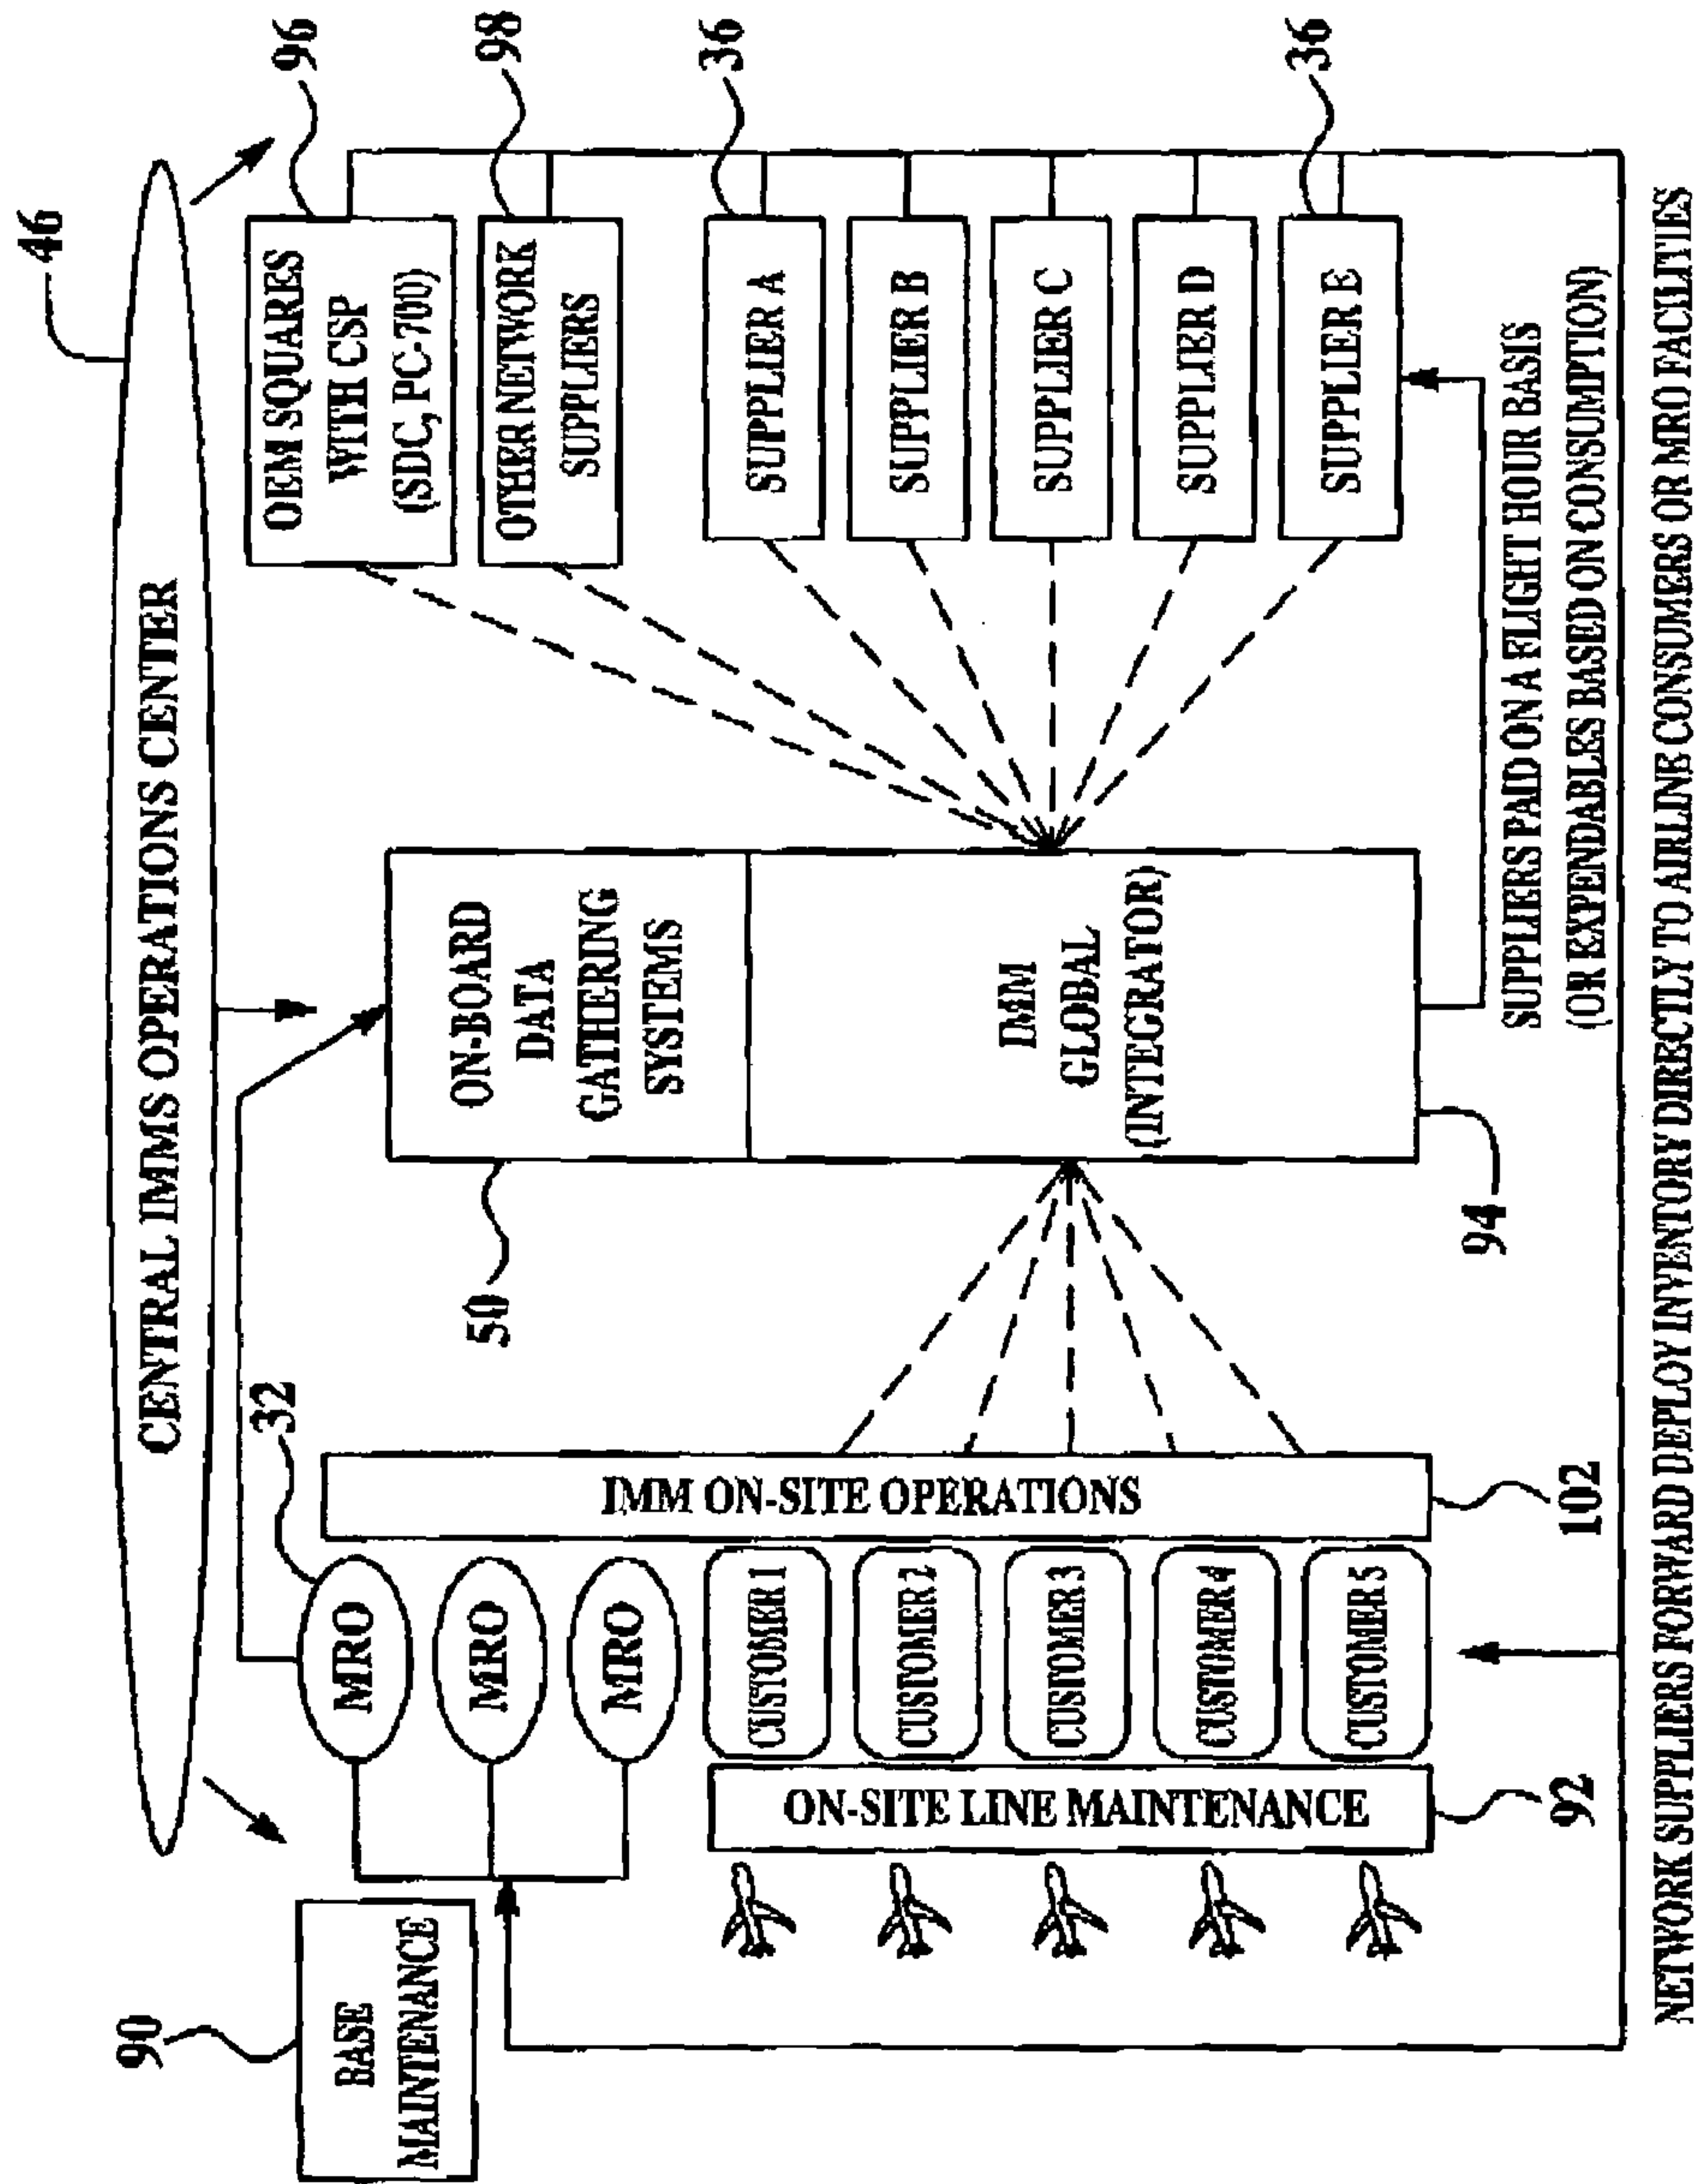 46
CENTRAL IMMS OPERATIONS CENTER
90
BASE
MAINTENANCE
32
MRO
MRO
MRO
CUSTOMER 1
CUSTOMER 2
CUSTOMER 3
CUSTOMER 4
CUSTOMER 5
ON-SITE LINE MAINTENANCE
92
IMM ON-SITE OPERATIONS
102
50
ON-BOARD
DATA
GATHERING
SYSTEMS
IMM
GLOBAL
(INTEGRATOR)
94
OEM SQUARES
WITH CSP
(SDC, PC-700)
96
OTHER NETWORK
SUPPLIERS
98
SUPPLIER A
36
SUPPLIER B
SUPPLIER C
SUPPLIER D
SUPPLIER E
36
SUPPLIERS PAD ON A FLIGHT HOUR BASIS
(OR EXPENDABLES BASED ON CONSUMPTION)
NETWORK SUPPLIERS FORWARD DEPLOY INVENTORY DIRECTLY TO AIRLINE CONSUMERS OR MRO FACILITIES